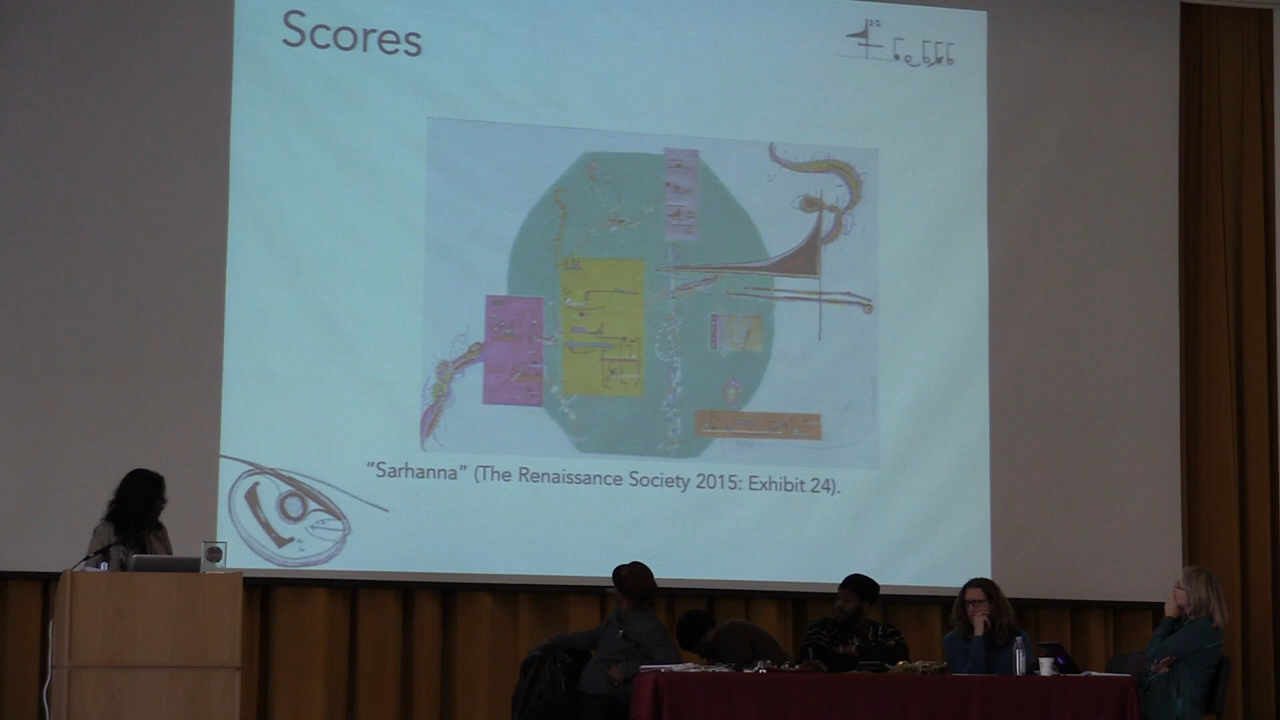 Scores
“Sarhanna” (The Renaissance Society 2015: Exhibit 24).